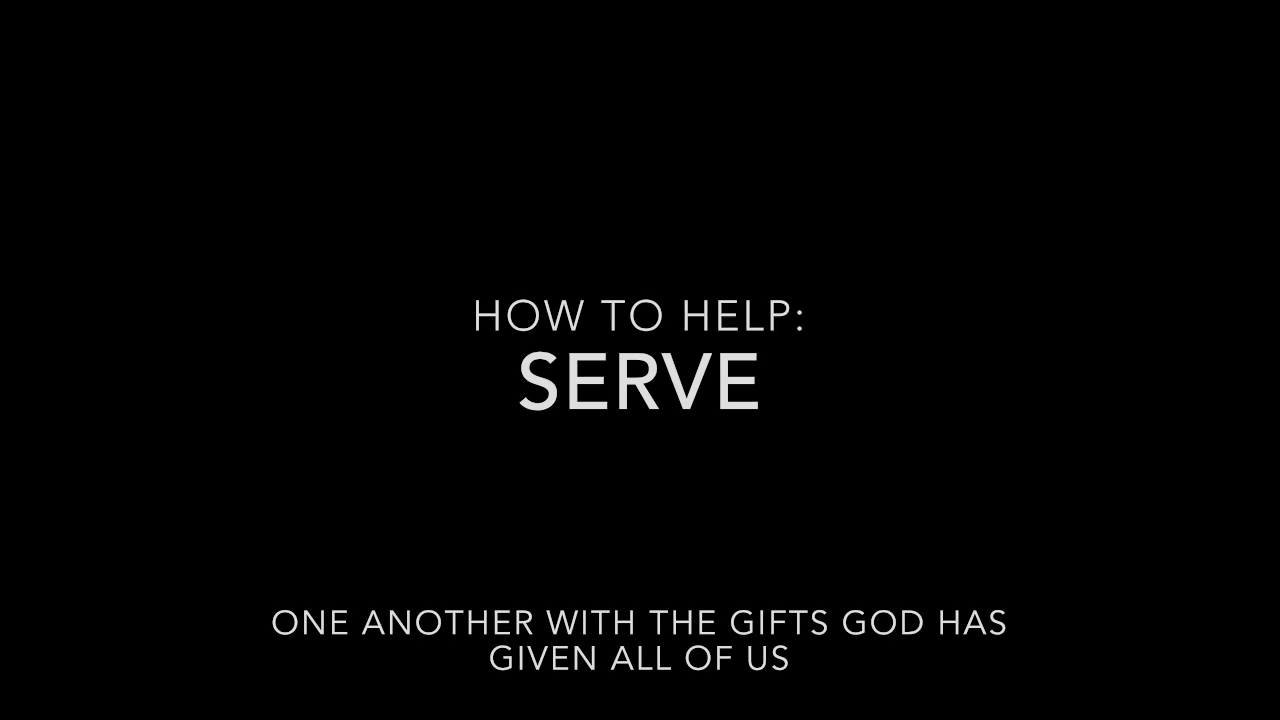 HOW TO HELP:
SERVE
ONE ANOTHER WITH THE GIFTS GOD HAS
GIVEN ALL OF US